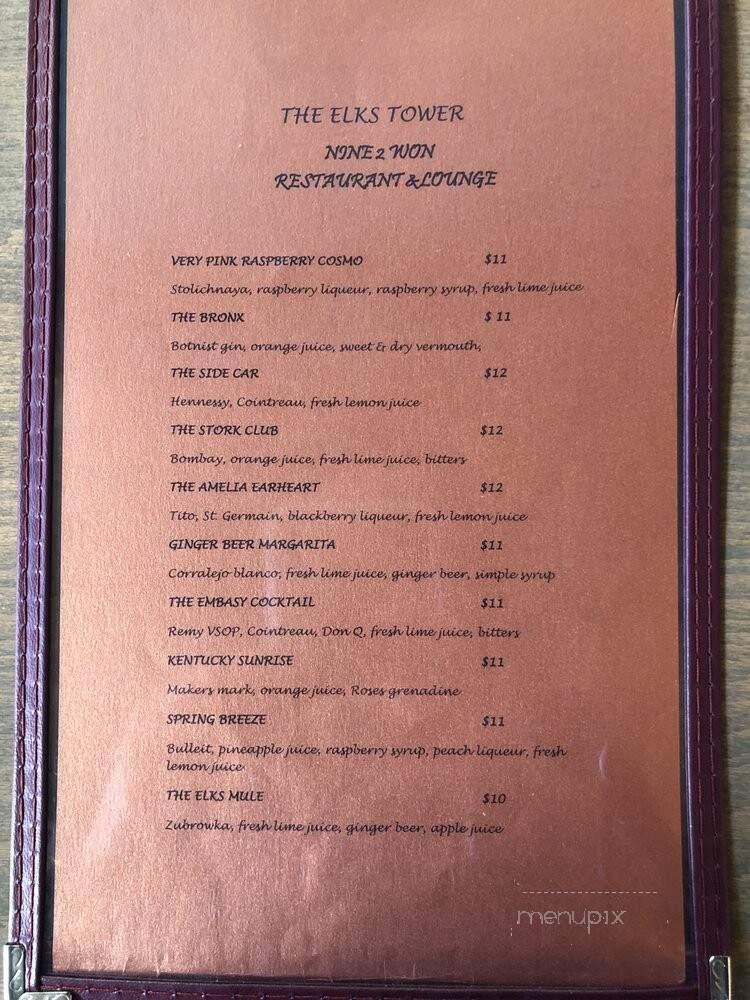 THE ELKS TOWER
NINE 2 WON
RESTAURANT & LOUNGE
VERY PINK RASPBERRY COSMO $11
Stolichnaya, raspberry liqueur, raspberry syrup, fresh lime juice
THE BRONK $ 11
Botnist gin, orange juice, sweet & dry vermouth,
THE SIDE CAR $12
Hennessy, Cointreau, fresh lemon juice
THE STORK CLUB $12
Bombay, orange juice, fresh lime juice, bitters
THE AMELIA EARHEART $12
Tito, St. Germain, blackberry liqueur, fresh lemon juice
GINGER BEER MARGARITA $11
Corralejo blanco, fresh lime juice, ginger beer, simple syrup
THE EMBASY COCKTAIL $11
Remy VSOP, Cointreau, Don Q, fresh lime juice, bitters
KENTUCKY SUNRISE $11
Makers mark, orange juice, Roses grenadine
SPRING BREEZE $11
Bulleit, pineapple juice, raspberry syrup, peach liqueur, fresh
lemon juice
THE ELKS MULE $10
Zubrowka, fresh lime juice, ginger beer, apple juice
menupix